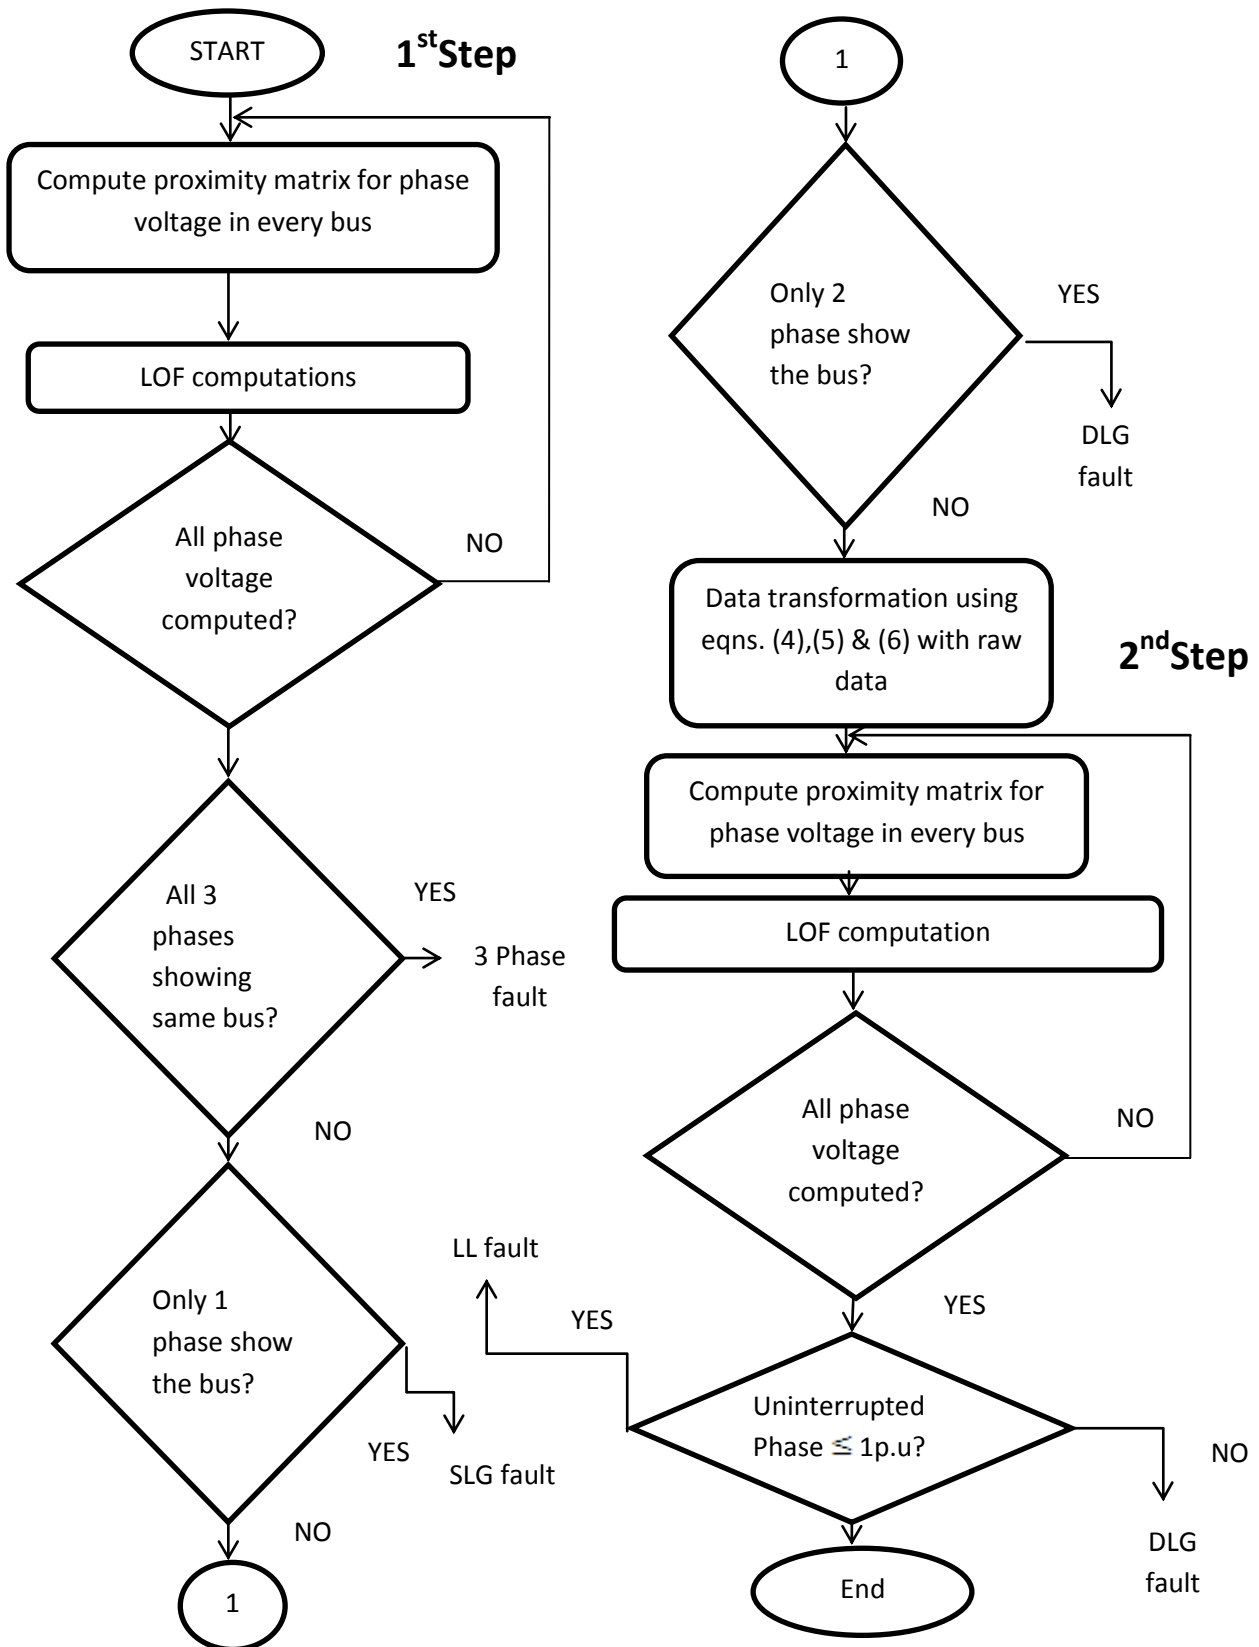 START
1stStep
Compute proximity matrix for phase
voltage in every bus
LOF computations
All phase
voltage
computed?
NO
All 3
phases
showing
same bus?
YES
3 Phase
fault
NO
Only 1
phase show
the bus?
YES
SLG fault
NO
1
1
Only 2
phase show
the bus?
YES
DLG
fault
NO
Data transformation using
eqns. (4),(5) & (6) with raw
data
2ndStep
Compute proximity matrix for
phase voltage in every bus
LOF computation
All phase
voltage
computed?
NO
YES
LL fault
YES
Uninterrupted
Phase ≤ 1p.u?
NO
DLG
fault
End